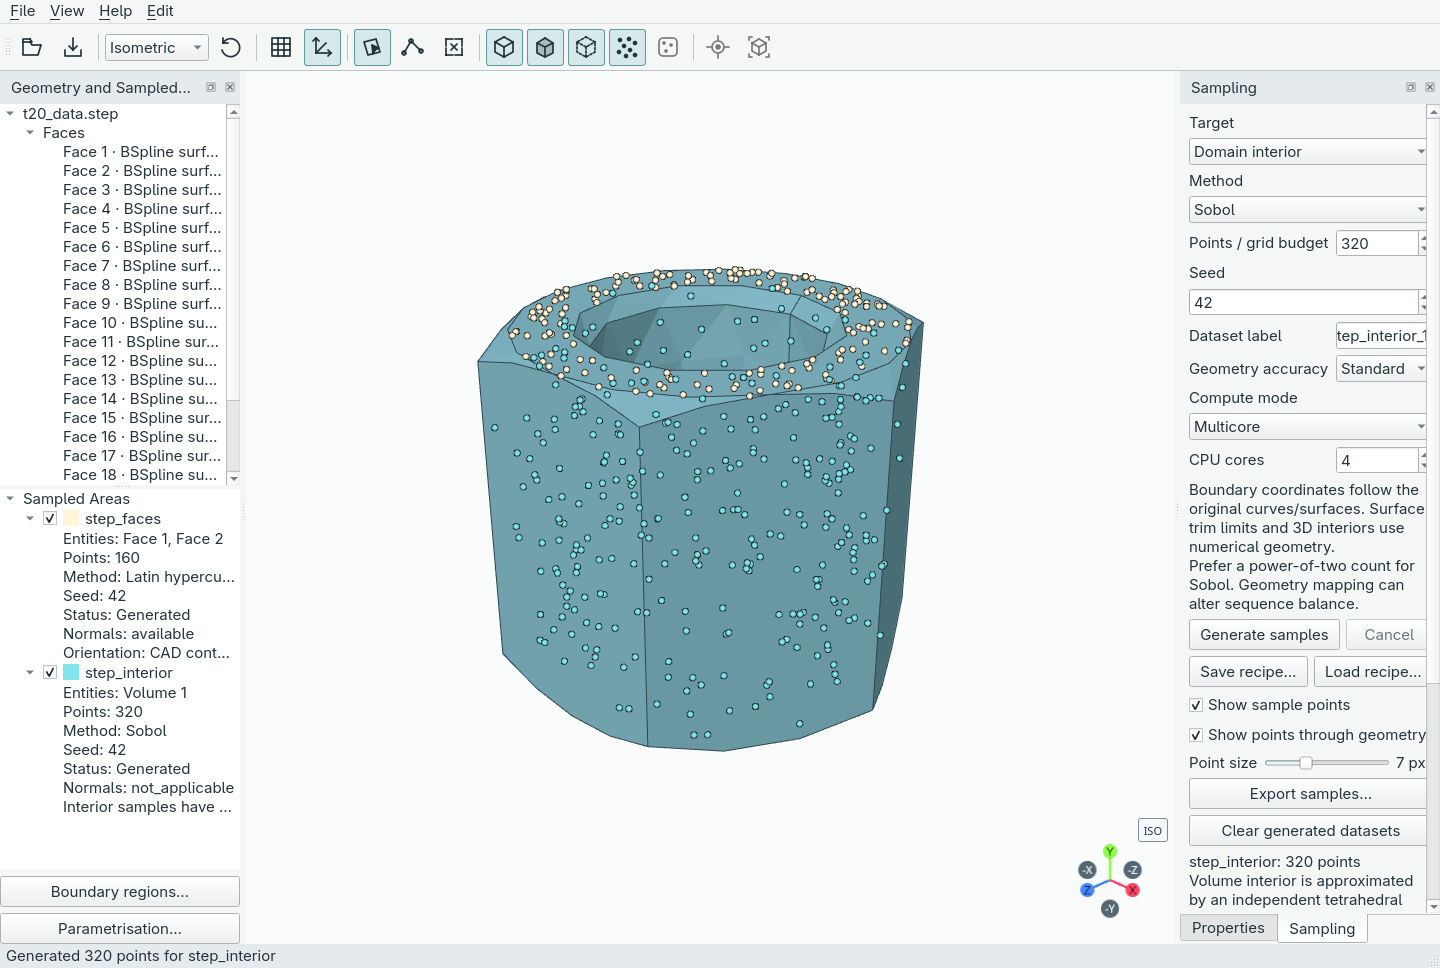 File View Help Edit
Isometric
Geometry and Sampled...
t20_data.step
Faces
Face 1 · BSpline surf...
Face 2 · BSpline surf...
Face 3 · BSpline surf...
Face 4 · BSpline surf...
Face 5 · BSpline surf...
Face 6 · BSpline surf...
Face 7 · BSpline surf...
Face 8 · BSpline surf...
Face 9 · BSpline surf...
Face 10 · BSpline su...
Face 11 · BSpline sur...
Face 12 · BSpline su...
Face 13 · BSpline su...
Face 14 · BSpline su...
Face 15 · BSpline sur...
Face 16 · BSpline su...
Face 17 · BSpline sur...
Face 18 · BSpline su...
Sampled Areas
step_faces
Entities: Face 1, Face 2
Points: 160
Method: Latin hypercu...
Seed: 42
Status: Generated
Normals: available
Orientation: CAD cont...
step_interior
Entities: Volume 1
Points: 320
Method: Sobol
Seed: 42
Status: Generated
Normals: not_applicable
Interior samples have ...
Boundary regions...
Parametrisation...
Generated 320 points for step_interior
ISO
Y
-X
-Z
Z
X
-Y
Sampling
Target
Domain interior
Method
Sobol
Points / grid budget 320
Seed
42
Dataset label tep_interior_1
Geometry accuracy Standard
Compute mode
Multicore
CPU cores 4
Boundary coordinates follow the
original curves/surfaces. Surface
trim limits and 3D interiors use
numerical geometry.
Prefer a power-of-two count for
Sobol. Geometry mapping can
alter sequence balance.
Generate samples Cancel
Save recipe... Load recipe...
Show sample points
Show points through geometry
Point size 7 px
Export samples...
Clear generated datasets
step_interior: 320 points
Volume interior is approximated
by an independent tetrahedral
Properties Sampling